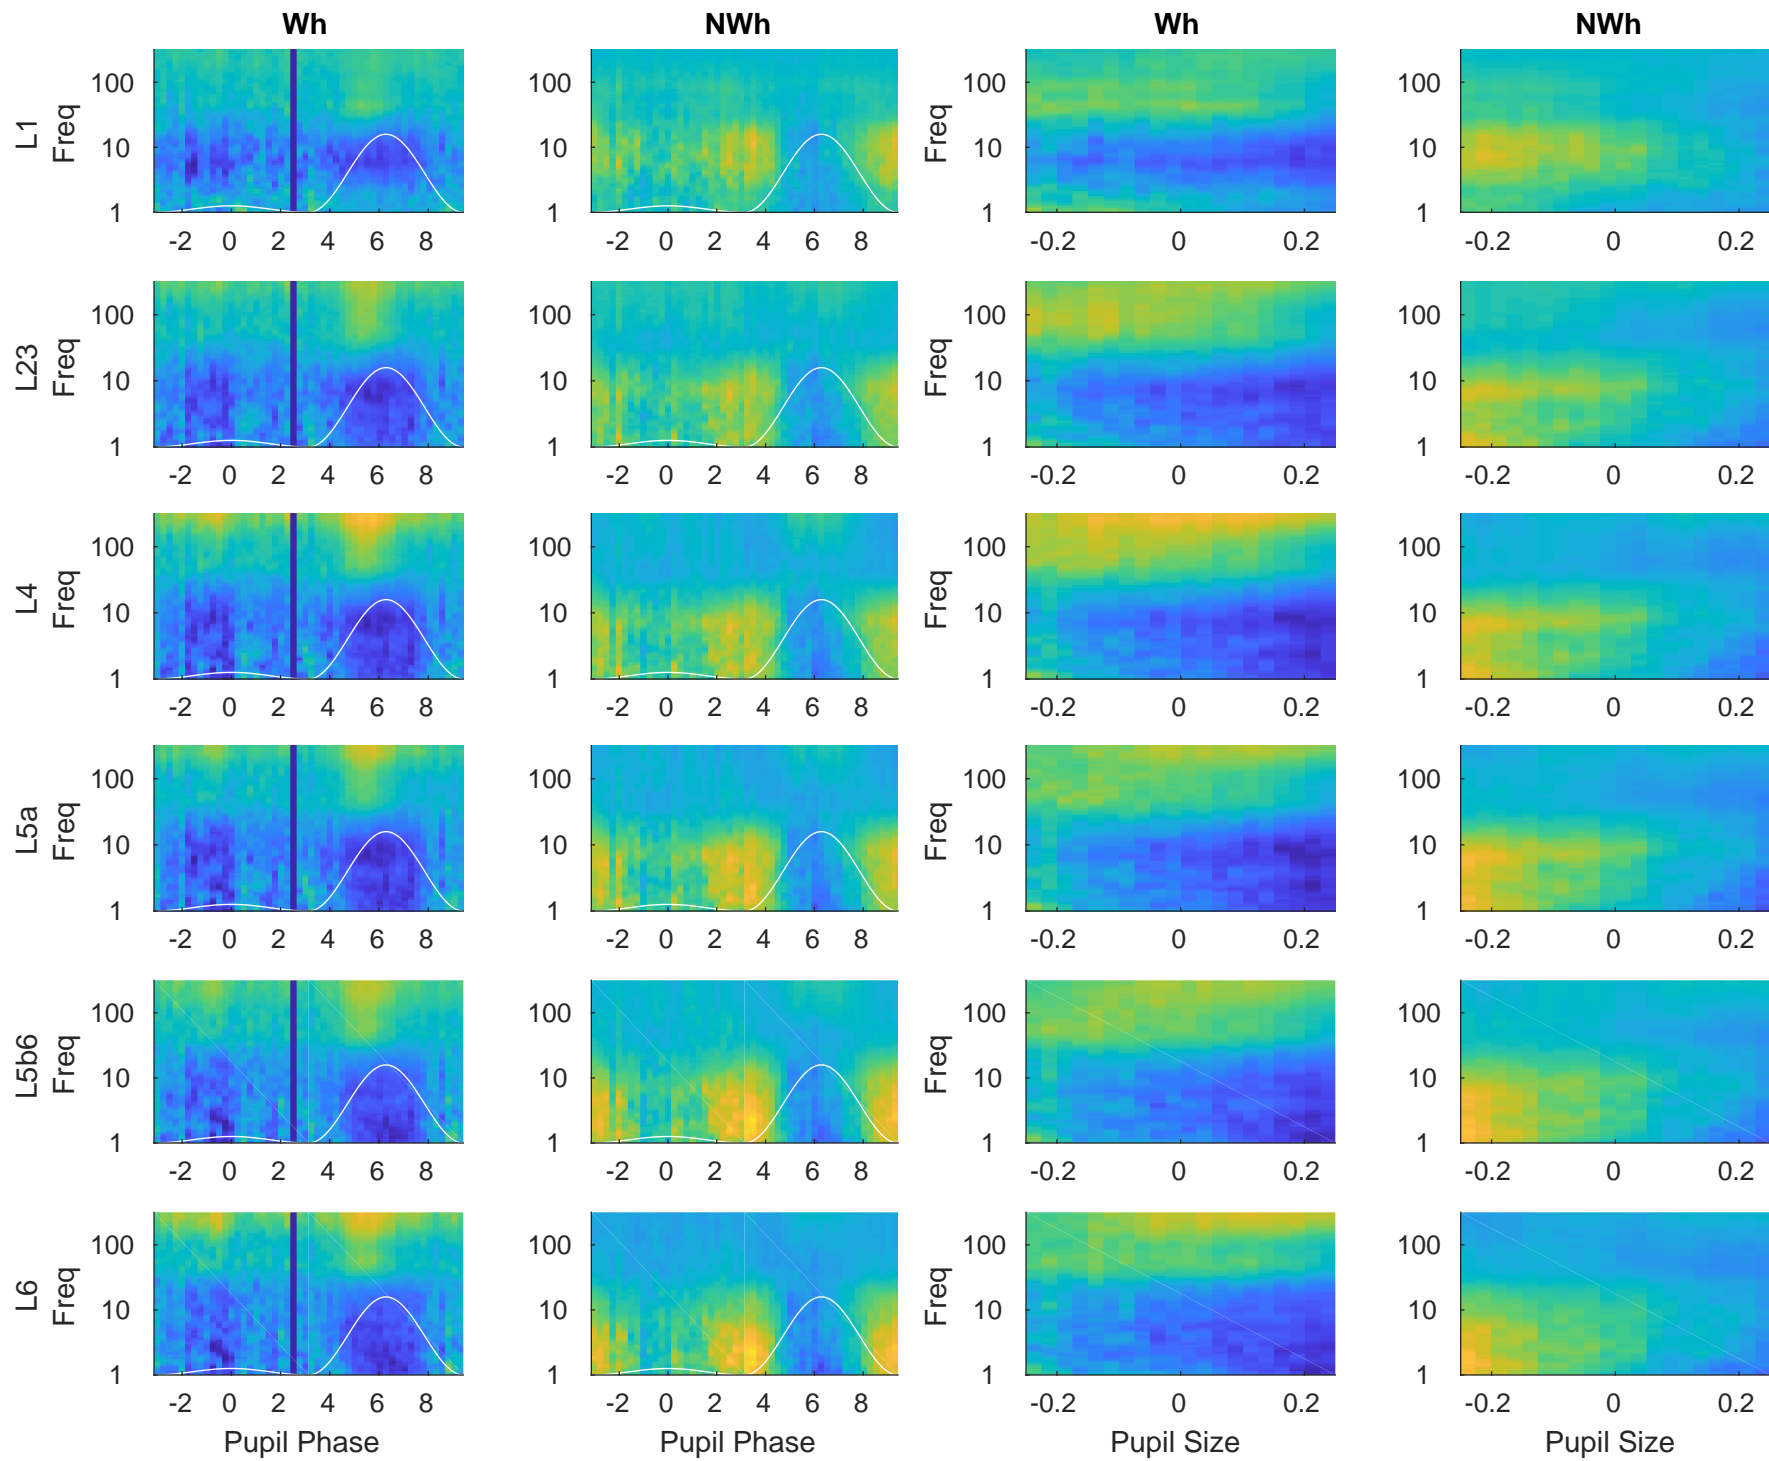 Wh NWh Wh NWh
L1 Freq 100 10 1 -2 0 2 4 6 8
100 10 1 -2 0 2 4 6 8
Freq 100 10 1 -0.2 0 0.2
100 10 1 -0.2 0 0.2
L23 Freq 100 10 1 -2 0 2 4 6 8
100 10 1 -2 0 2 4 6 8
Freq 100 10 1 -0.2 0 0.2
100 10 1 -0.2 0 0.2
L4 Freq 100 10 1 -2 0 2 4 6 8
100 10 1 -2 0 2 4 6 8
Freq 100 10 1 -0.2 0 0.2
100 10 1 -0.2 0 0.2
L5a Freq 100 10 1 -2 0 2 4 6 8
100 10 1 -2 0 2 4 6 8
Freq 100 10 1 -0.2 0 0.2
100 10 1 -0.2 0 0.2
L5b6 Freq 100 10 1 -2 0 2 4 6 8
100 10 1 -2 0 2 4 6 8
Freq 100 10 1 -0.2 0 0.2
100 10 1 -0.2 0 0.2
L6 Freq 100 10 1 -2 0 2 4 6 8
100 10 1 -2 0 2 4 6 8
Freq 100 10 1 -0.2 0 0.2
100 10 1 -0.2 0 0.2
Pupil Phase Pupil Phase Pupil Size Pupil Size